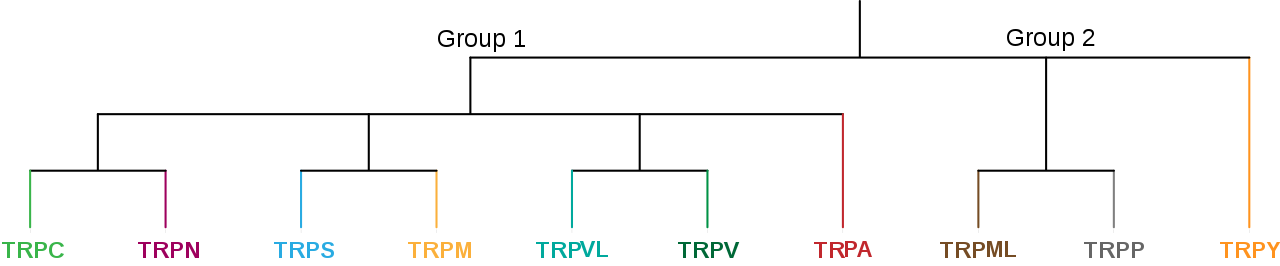 Group 1
Group 2
TRPC TRPN TRPS TRPM TRPVL TRPV TRPA TRPML TRPP TRPY